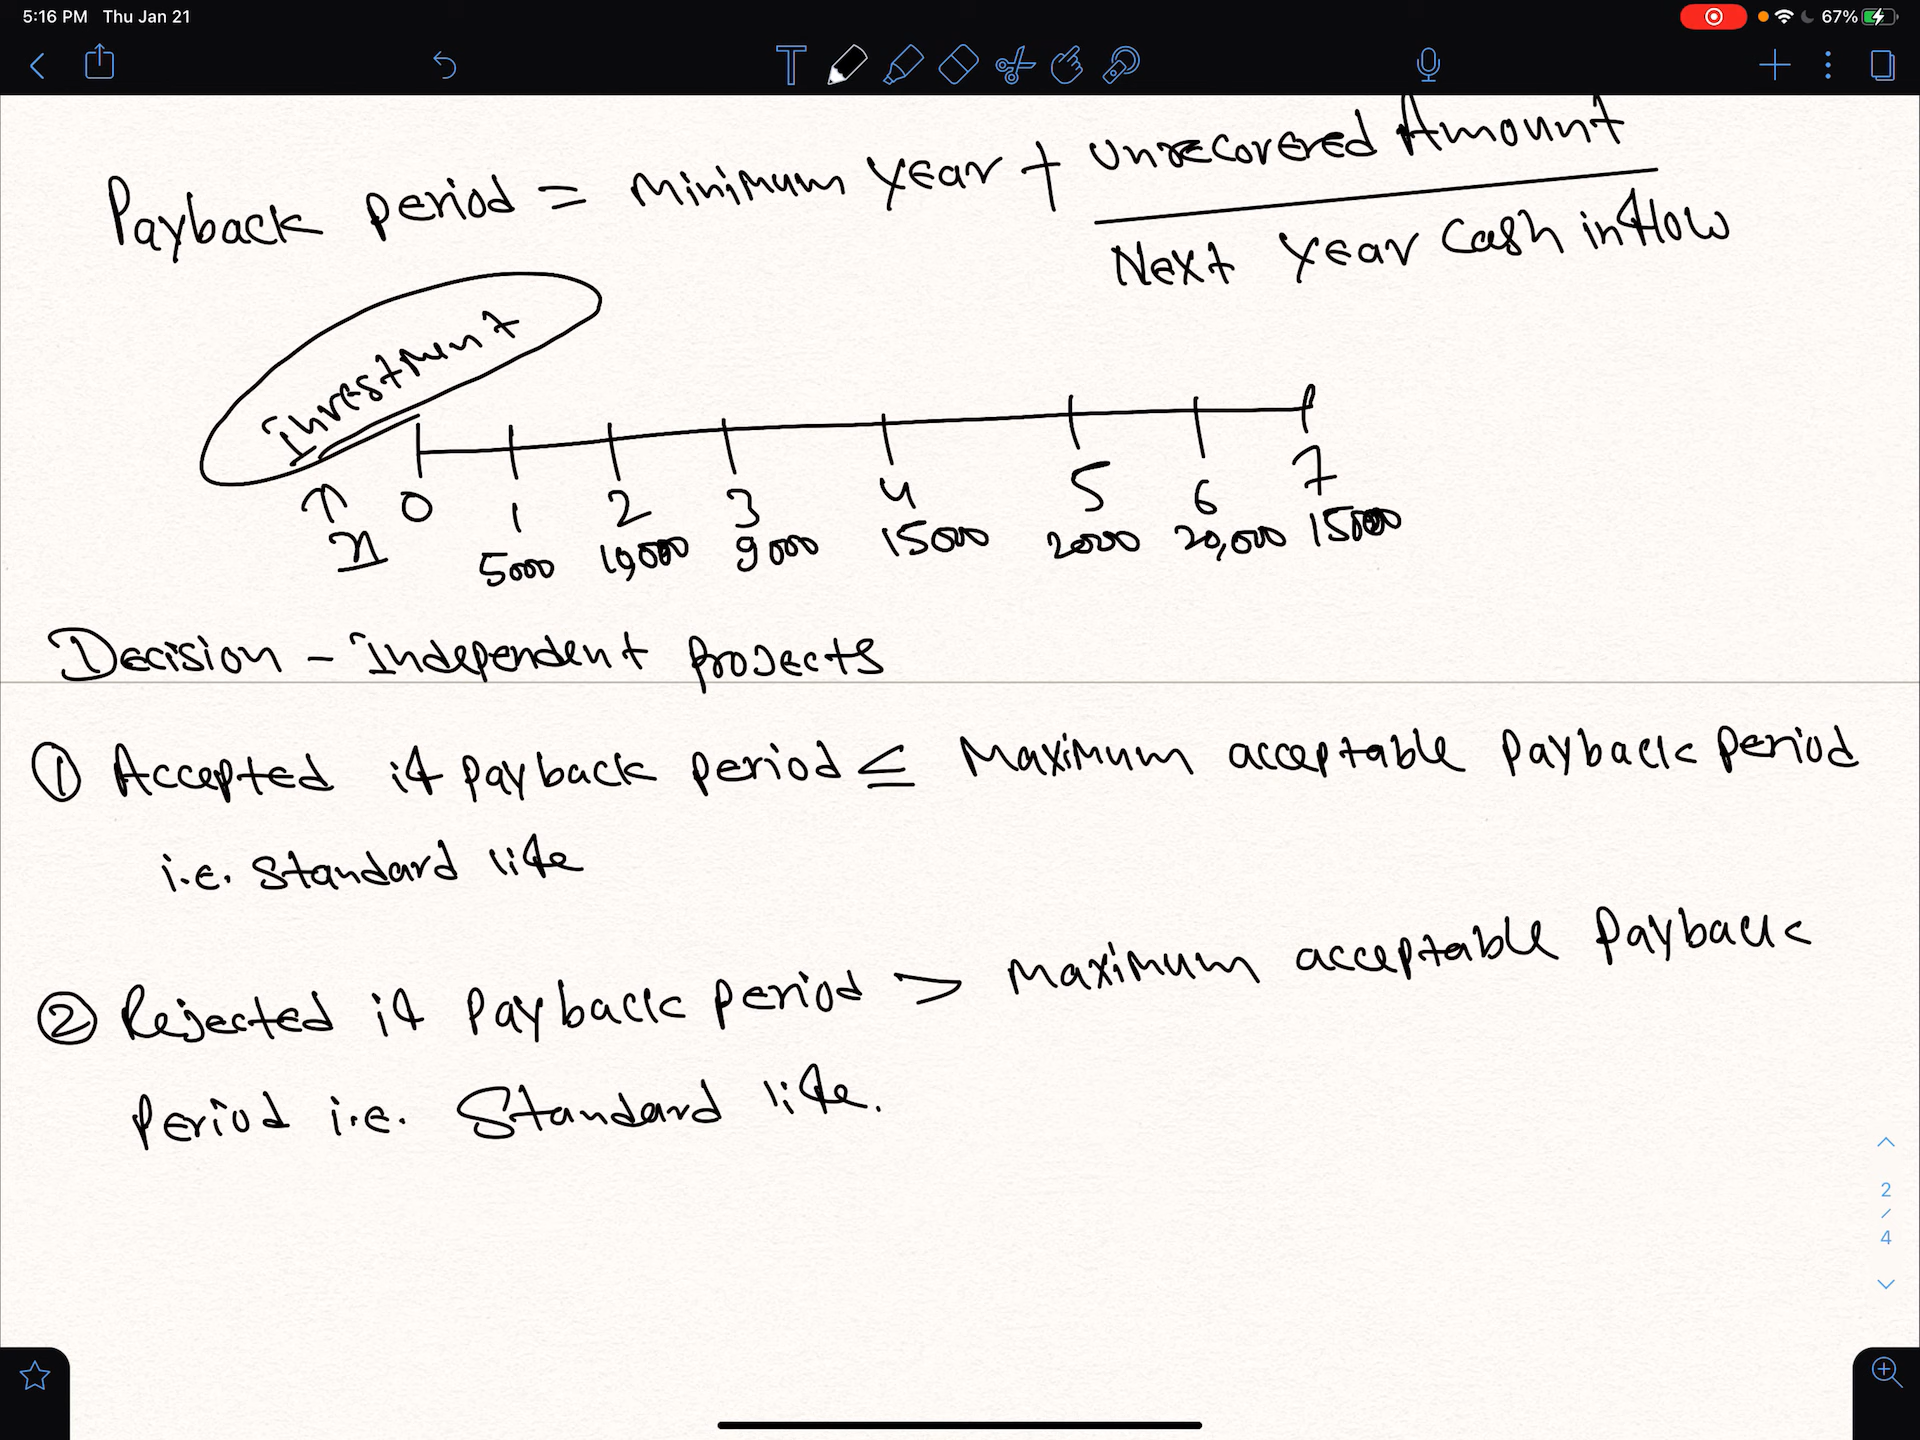 5:16 PM Thu Jan 21
67%
Payback period = Minimum Year + Unrecovered Amount
Next Year Cash inflow
Investment
0 1 2 3 4 5 6 7
5000 10,000 9000 15000 2000 20,000 15000
Decision - Independent Projects
① Accepted if payback period ≤ Maximum acceptable Payback Period
i.e. Standard life
② Rejected if Payback period > Maximum acceptable Payback
Period i.e. Standard life.
2
/
4